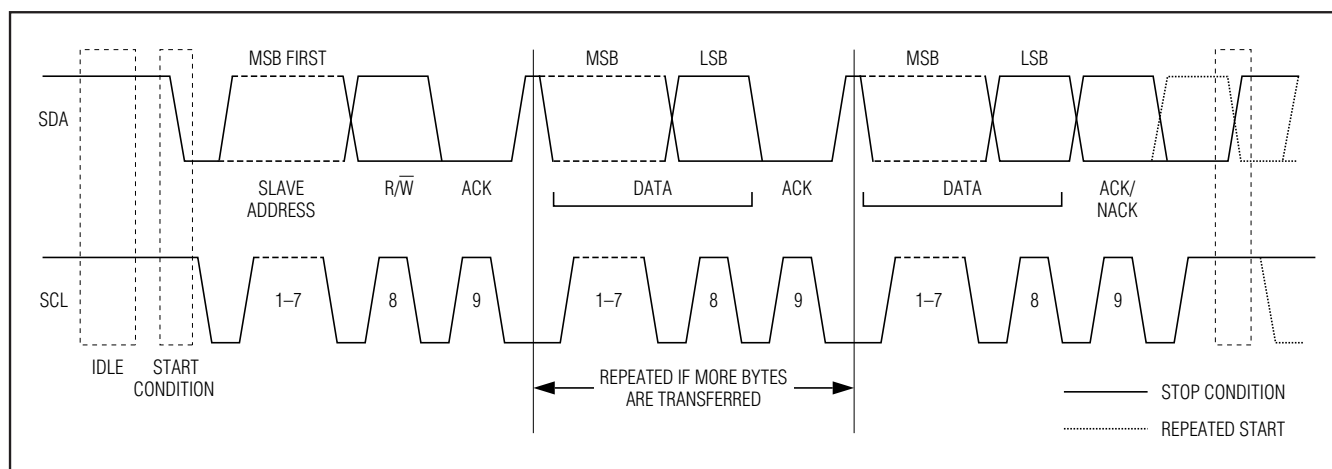 MSB FIRST
MSB
LSB
MSB
LSB
SDA
SLAVE
ADDRESS
R/W̅
ACK
DATA
ACK
DATA
ACK/
NACK
SCL
1–7
8
9
1–7
8
9
1–7
8
9
IDLE
START
CONDITION
REPEATED IF MORE BYTES
ARE TRANSFERRED
STOP CONDITION
REPEATED START